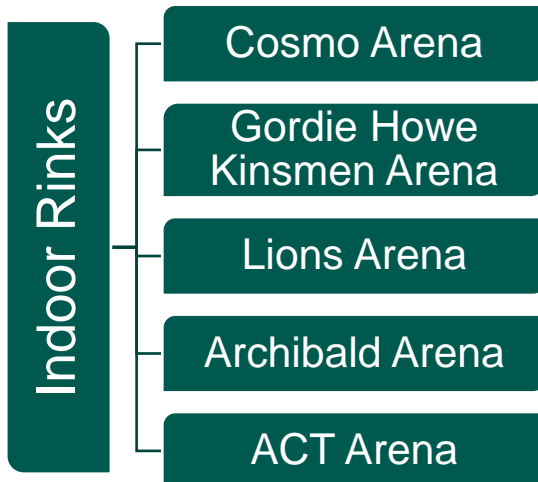 Indoor Rinks
Cosmo Arena
Gordie Howe
Kinsmen Arena
Lions Arena
Archibald Arena
ACT Arena